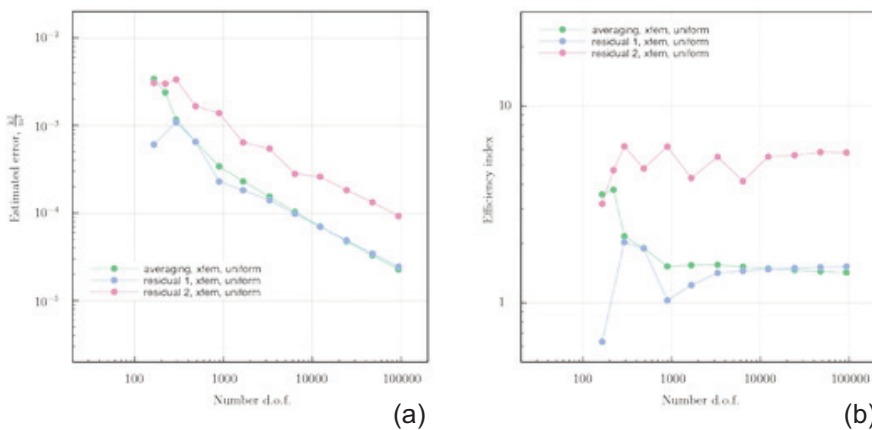 10⁻²
10⁻³
10⁻⁴
10⁻⁵
Estimated error,
averaging, xfem, uniform
residual 1, xfem, uniform
residual 2, xfem, uniform
100 1000 10000 100000
Number d.o.f.
(a)
averaging, xfem, uniform
residual 1, xfem, uniform
residual 2, xfem, uniform
10
1
Efficiency index
100 1000 10000 100000
Number d.o.f.
(b)